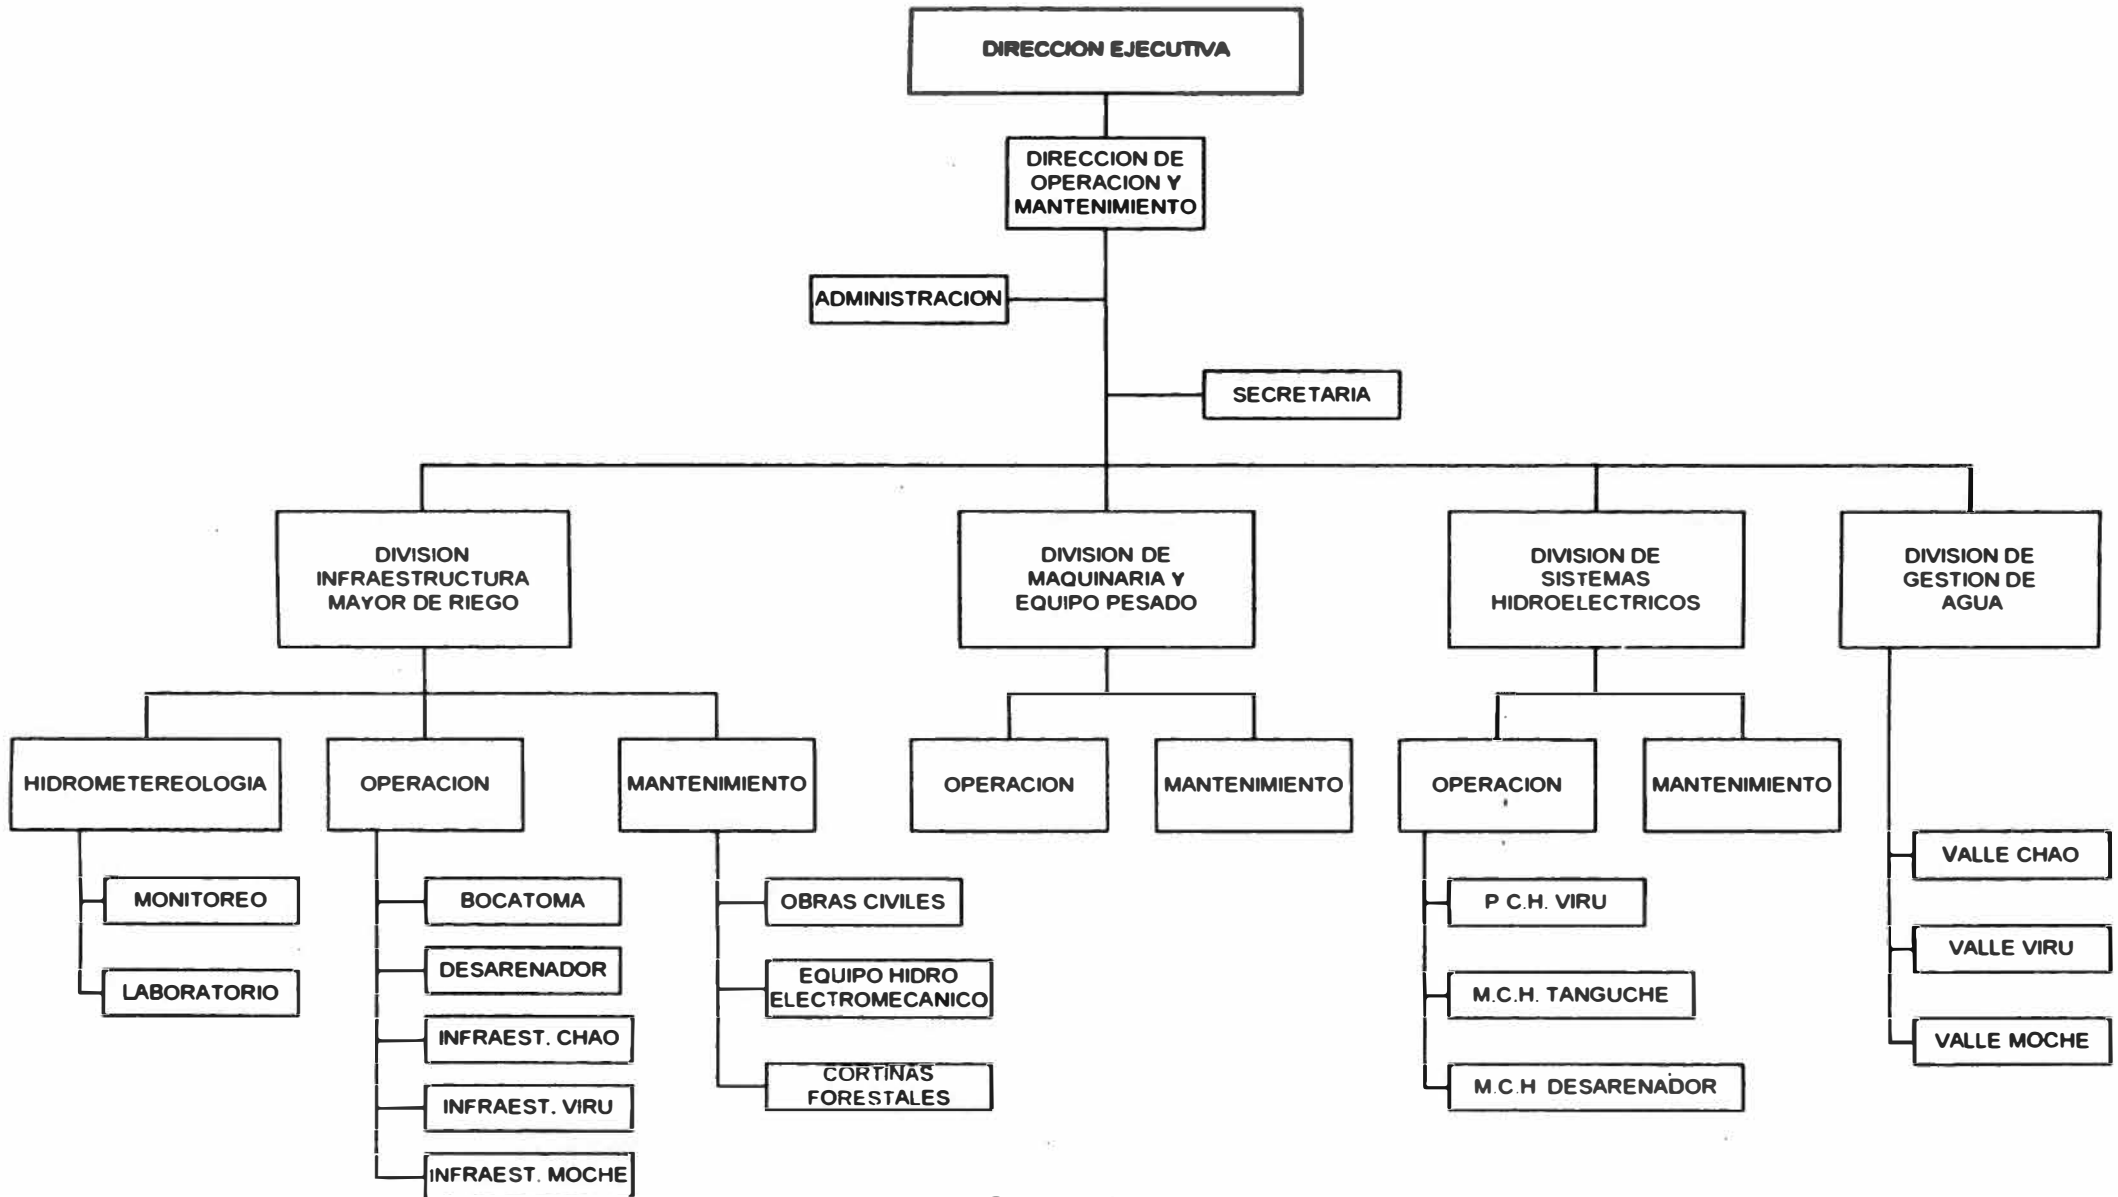 DIRECCION EJECUTIVA
DIRECCION DE
OPERACION Y
MANTENIMIENTO
ADMINISTRACION
SECRETARIA
DIVISION
INFRAESTRUCTURA
MAYOR DE RIEGO
DIVISION DE
MAQUINARIA Y
EQUIPO PESADO
DIVISION DE
SISTEMAS
HIDROELECTRICOS
DIVISION DE
GESTION DE
AGUA
HIDROMETEREOLOGIA
OPERACION
MANTENIMIENTO
OPERACION
MANTENIMIENTO
OPERACION
MANTENIMIENTO
MONITOREO
LABORATORIO
BOCATOMA
DESARENADOR
INFRAEST. CHAO
INFRAEST. VIRU
INFRAEST. MOCHE
OBRAS CIVILES
EQUIPO HIDRO
ELECTROMECANICO
CORTINAS
FORESTALES
P C.H. VIRU
M.C.H. TANGUCHE
M.C.H DESARENADOR
VALLE CHAO
VALLE VIRU
VALLE MOCHE